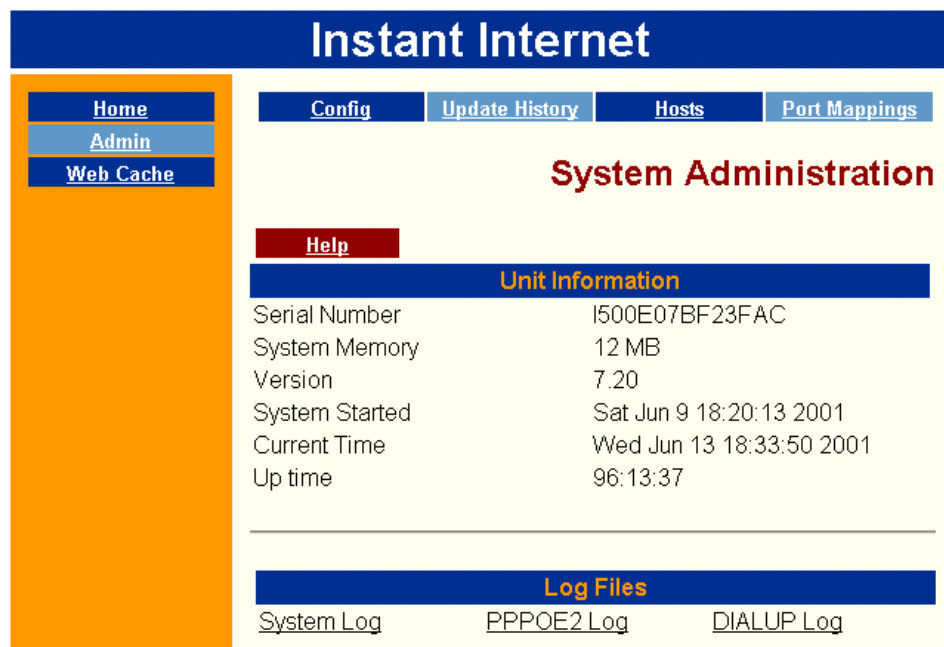 Instant Internet
Home
Admin
Web Cache
Config Update History Hosts Port Mappings
System Administration
Help
Unit Information
Serial Number I500E07BF23FAC
System Memory 12 MB
Version 7.20
System Started Sat Jun 9 18:20:13 2001
Current Time Wed Jun 13 18:33:50 2001
Up time 96:13:37
Log Files
System Log PPPOE2 Log DIALUP Log